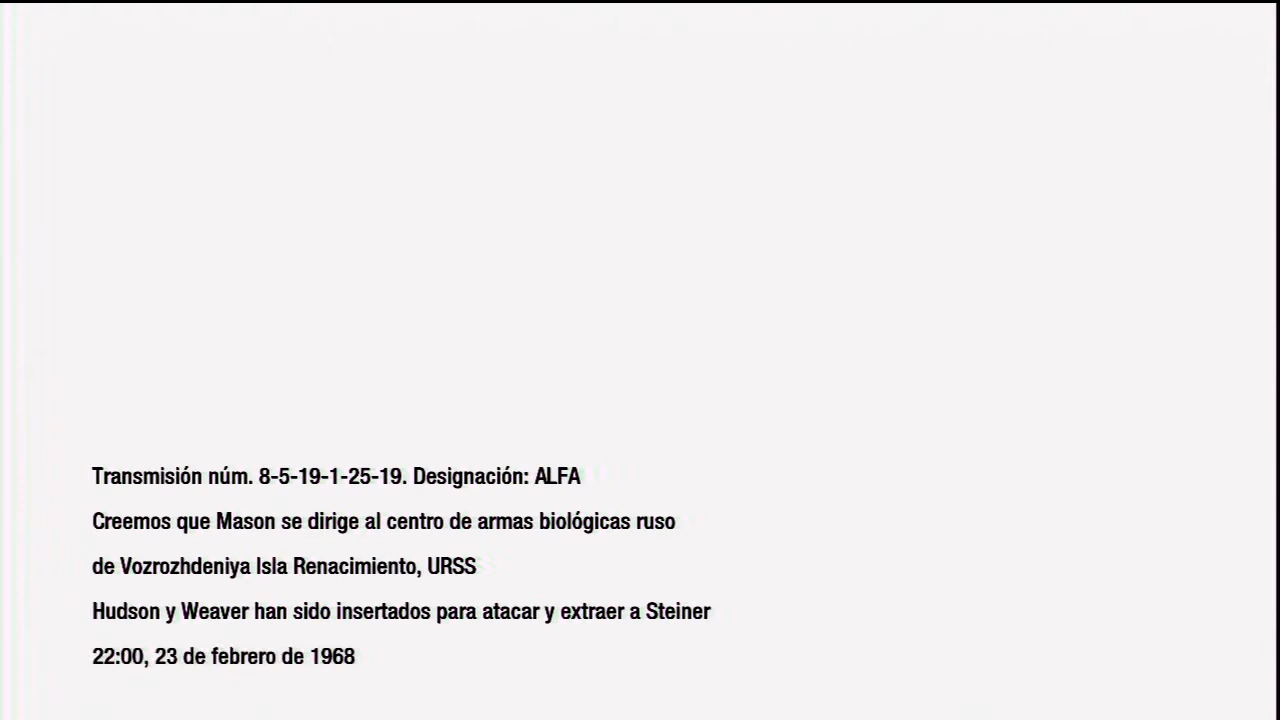 Transmisión núm. 8-5-19-1-25-19. Designación: ALFA
Creemos que Mason se dirige al centro de armas biológicas ruso
de Vozrozhdeniya Isla Renacimiento, URSS
Hudson y Weaver han sido insertados para atacar y extraer a Steiner
22:00, 23 de febrero de 1968